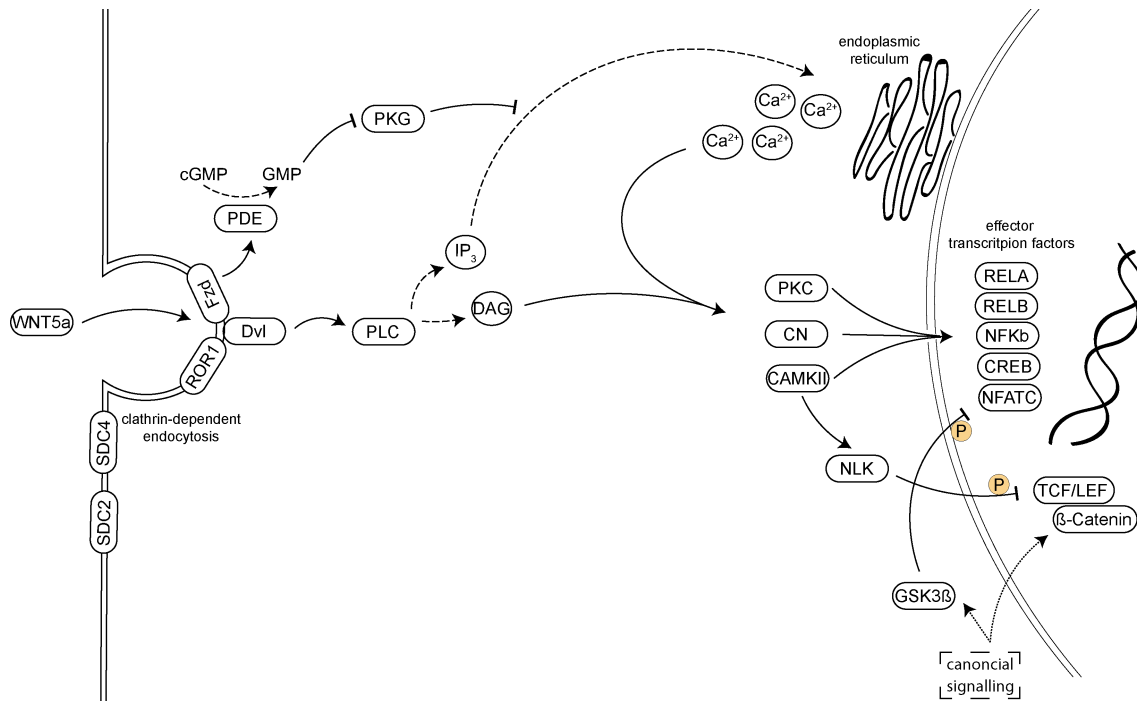 endoplasmic
reticulum
Ca²⁺
Ca²⁺
Ca²⁺
Ca²⁺
PKG
cGMP
GMP
PDE
IP₃
DAG
Fzd
WNT5a
Dvl
PLC
ROR1
clathrin-dependent
endocytosis
SDC4
SDC2
PKC
CN
CAMKII
NLK
effector
transcritpion factors
RELA
RELB
NFKb
CREB
NFATC
P
P
TCF/LEF
ß-Catenin
GSK3ß
canoncial
signalling